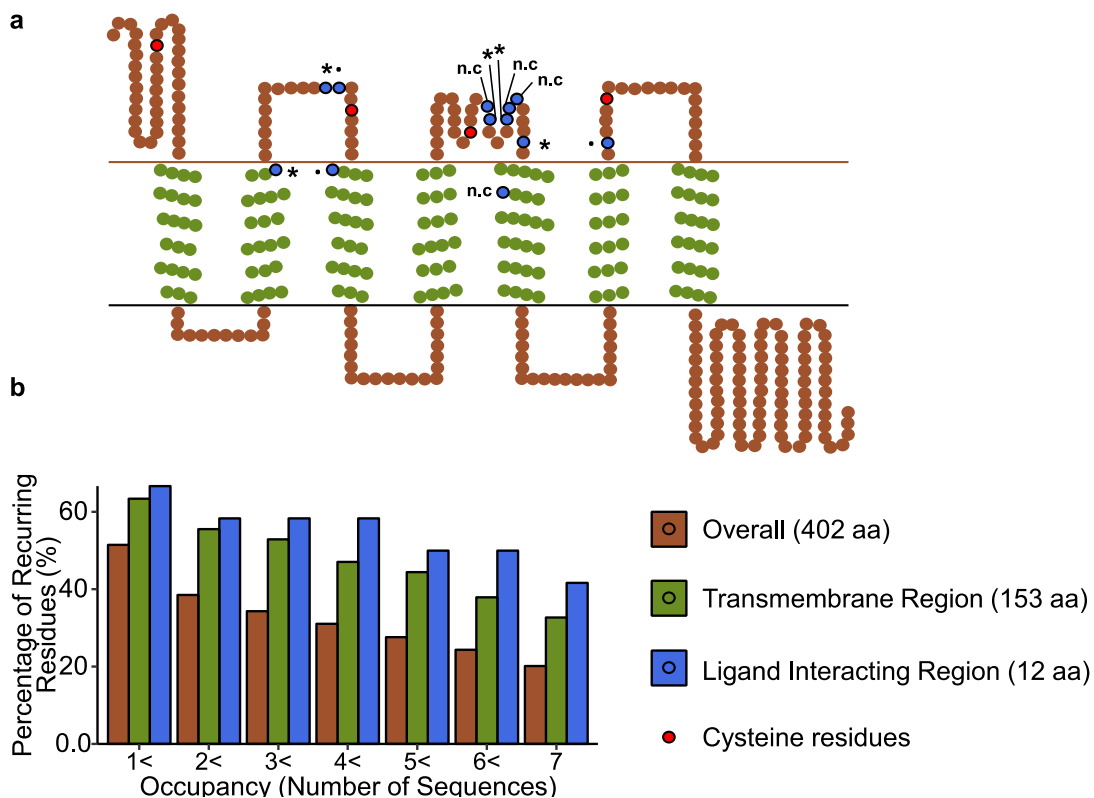 a
* •
* *
n.c n.c
n.c
*
•
* •
n.c
b
Percentage of Recurring
Residues (%)
60
40
20
0.0
1< 2< 3< 4< 5< 6< 7
Occupancy (Number of Sequences)
Overall (402 aa)
Transmembrane Region (153 aa)
Ligand Interacting Region (12 aa)
Cysteine residues